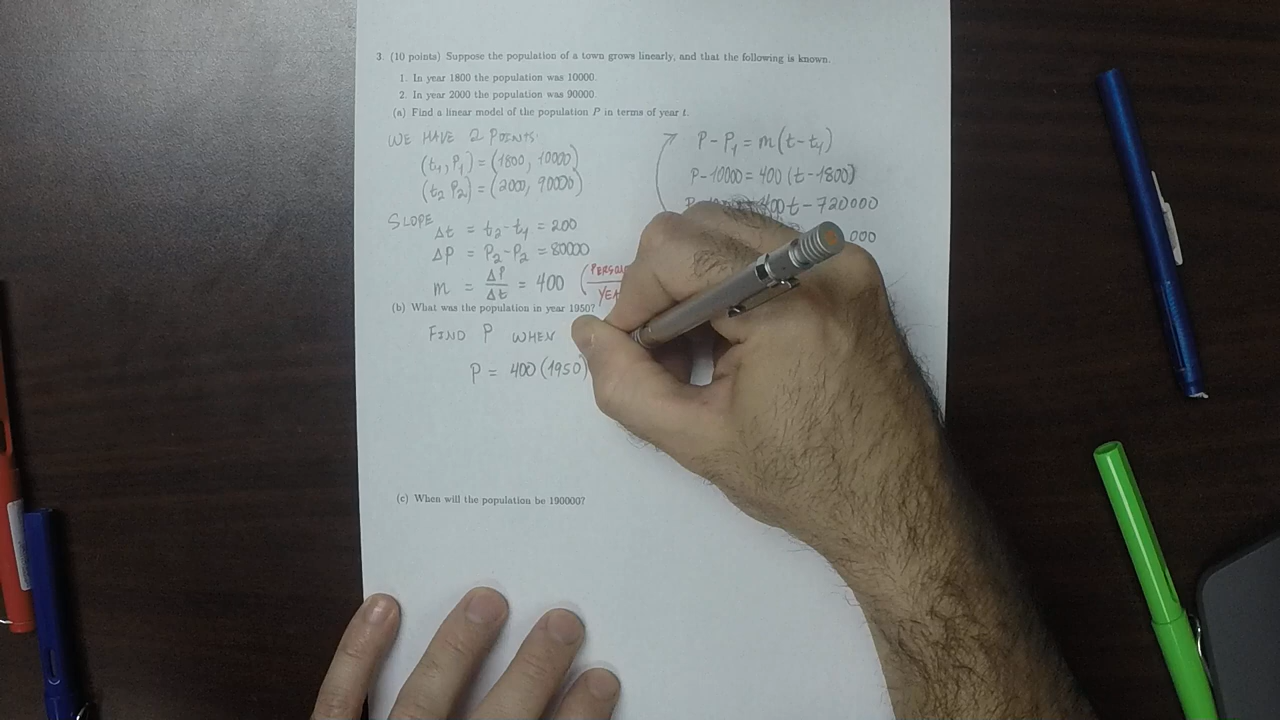 3. (10 points) Suppose the population of a town grows linearly, and that the following is known.
1. In year 1800 the population was 10000.
2. In year 2000 the population was 90000.
(a) Find a linear model of the population P in terms of year t.
WE HAVE 2 POINTS:
(t₁, P₁) = (1800, 10000)
(t₂ P₂) = (2000, 90000)
SLOPE
Δt = t₂ - t₁ = 200
ΔP = P₂ - P₂ = 80000
m = ΔP/Δt = 400 (PERSON/YEA
P - P₁ = m(t - t₁)
P - 10000 = 400 (t - 1800)
400t - 720000
000
(b) What was the population in year 1950?
FIND P WHEN
P = 400 (1950)
(c) When will the population be 190000?